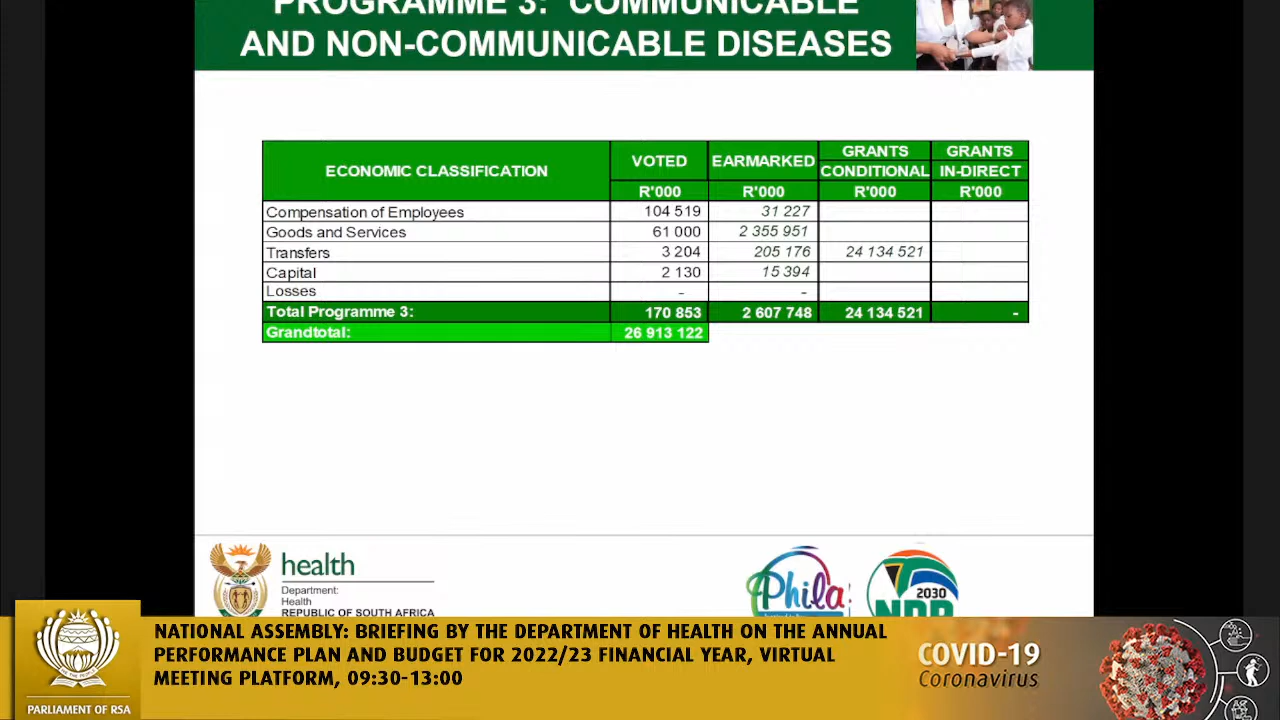 PROGRAMME 3: COMMUNICABLE
AND NON-COMMUNICABLE DISEASES
ECONOMIC CLASSIFICATION VOTED EARMARKED GRANTS CONDITIONAL GRANTS IN-DIRECT
R'000 R'000 R'000 R'000
Compensation of Employees 104 519 31 227
Goods and Services 61 000 2 355 951
Transfers 3 204 205 176 24 134 521
Capital 2 130 15 394
Losses - -
Total Programme 3: 170 853 2 607 748 24 134 521 -
Grandtotal: 26 913 122
health
Department:
Health
REPUBLIC OF SOUTH AFRICA
Phila
2030
NDP
NATIONAL ASSEMBLY: BRIEFING BY THE DEPARTMENT OF HEALTH ON THE ANNUAL
PERFORMANCE PLAN AND BUDGET FOR 2022/23 FINANCIAL YEAR, VIRTUAL
MEETING PLATFORM, 09:30-13:00
PARLIAMENT OF RSA
COVID-19
Coronavirus